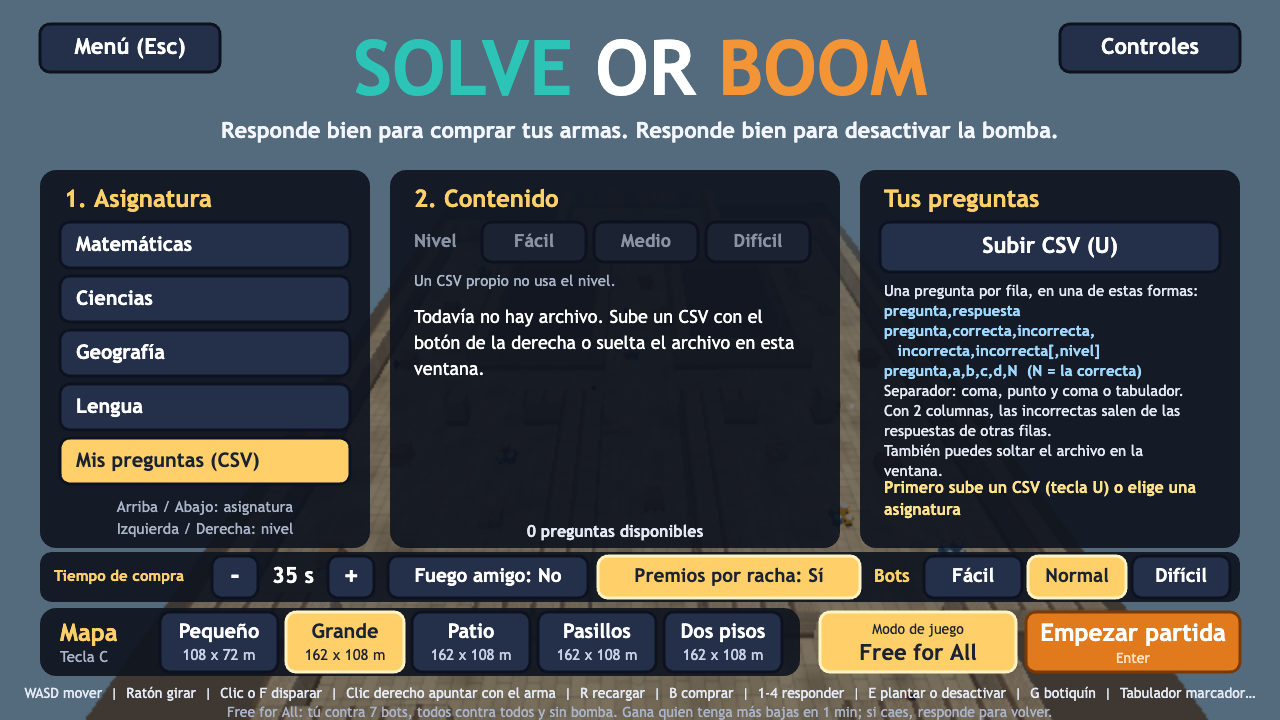 Menú (Esc)
SOLVE OR BOOM
Controles
Responde bien para comprar tus armas. Responde bien para desactivar la bomba.
1. Asignatura
Matemáticas
Ciencias
Geografía
Lengua
Mis preguntas (CSV)
Arriba / Abajo: asignatura
Izquierda / Derecha: nivel
2. Contenido
Nivel Fácil Medio Difícil
Un CSV propio no usa el nivel.
Todavía no hay archivo. Sube un CSV con el
botón de la derecha o suelta el archivo en esta
ventana.
0 preguntas disponibles
Tus preguntas
Subir CSV (U)
Una pregunta por fila, en una de estas formas:
pregunta,respuesta
pregunta,correcta,incorrecta,
incorrecta,incorrecta[,nivel]
pregunta,a,b,c,d,N (N = la correcta)
Separador: coma, punto y coma o tabulador.
Con 2 columnas, las incorrectas salen de las
respuestas de otras filas.
También puedes soltar el archivo en la
ventana.
Primero sube un CSV (tecla U) o elige una
asignatura
Tiempo de compra - 35 s + Fuego amigo: No Premios por racha: Sí Bots Fácil Normal Difícil
Mapa
Tecla C
Pequeño
108 x 72 m
Grande
162 x 108 m
Patio
162 x 108 m
Pasillos
162 x 108 m
Dos pisos
162 x 108 m
Modo de juego
Free for All
Empezar partida
Enter
WASD mover | Ratón girar | Clic o F disparar | Clic derecho apuntar con el arma | R recargar | B comprar | 1-4 responder | E plantar o desactivar | G botiquín | Tabulador marcador...
Free for All: tú contra 7 bots, todos contra todos y sin bomba. Gana quien tenga más bajas en 1 min; si caes, responde para volver.